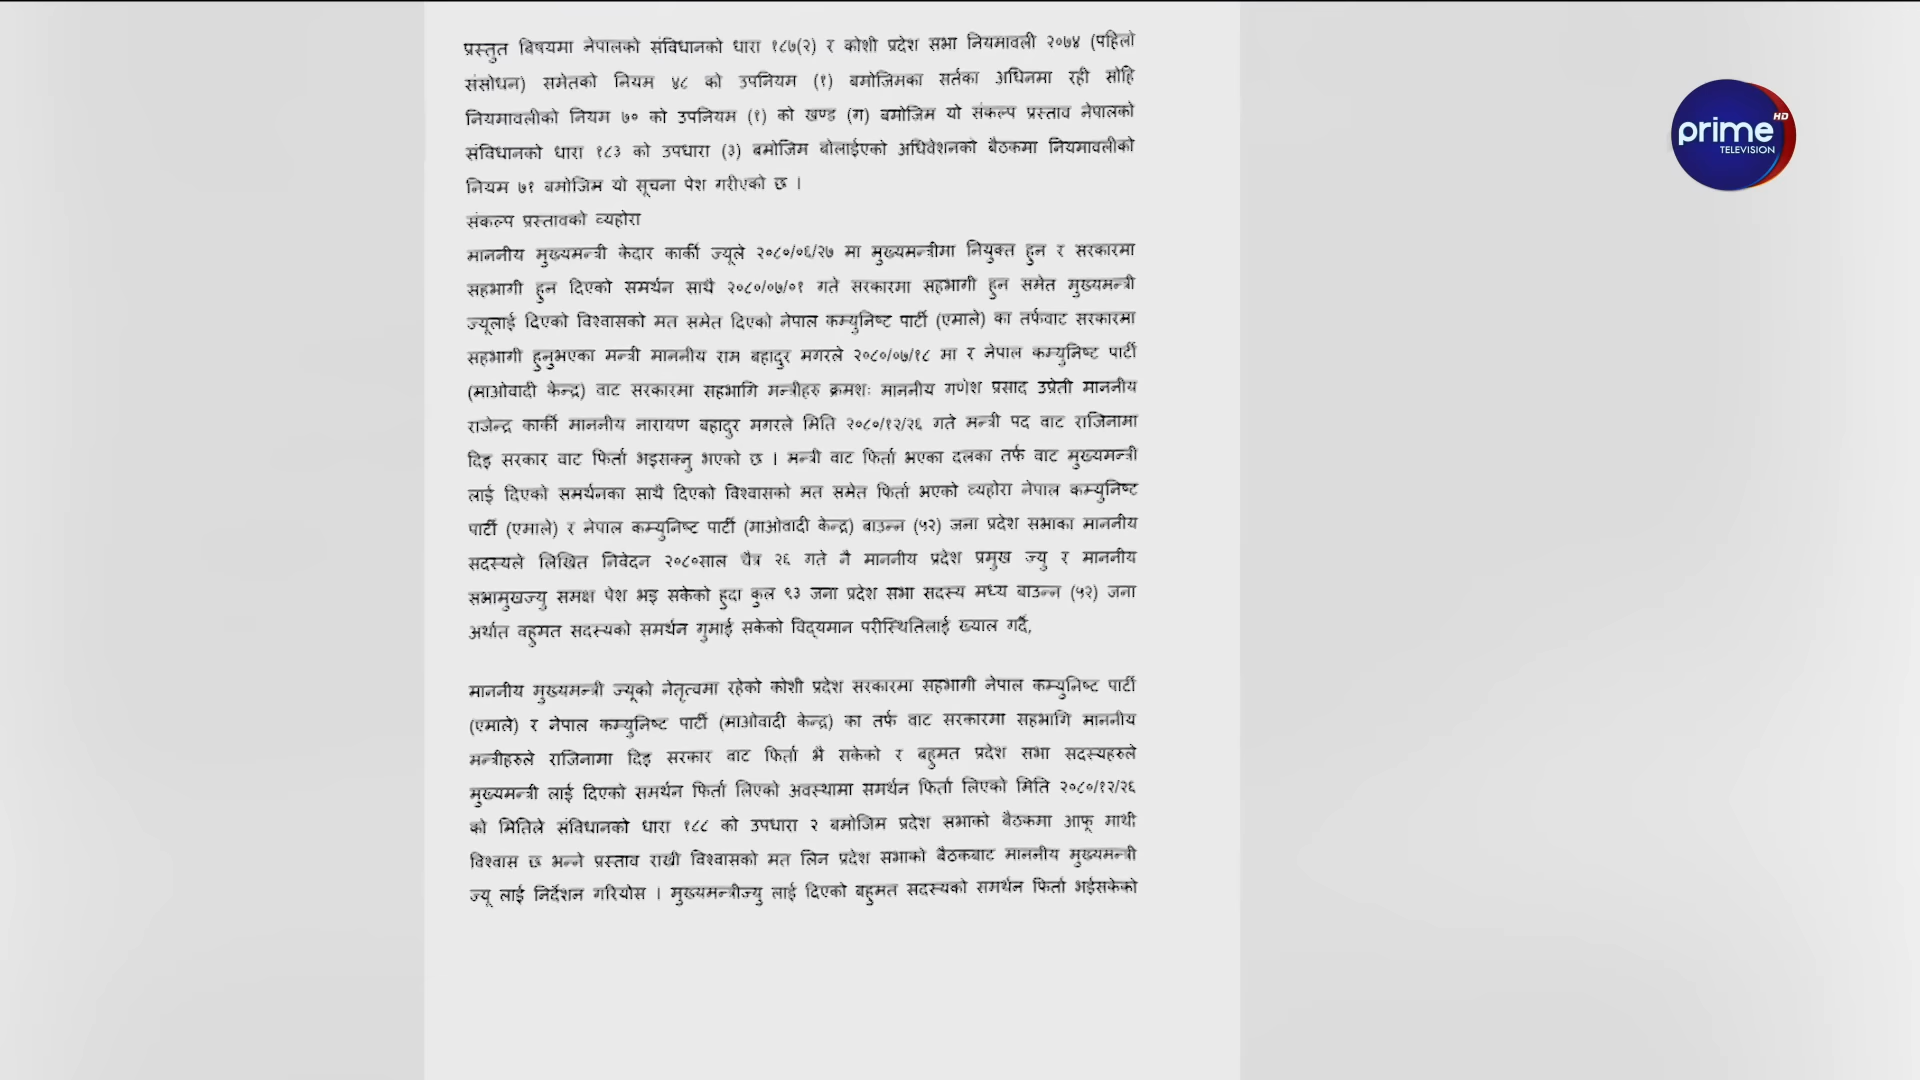 प्रस्तुत बिषयमा नेपालको संविधानको धारा १८७(२) र कोशी प्रदेश सभा नियमावली २०७४ (पहिलो
संसोधन) समेतको नियम ४८ को उपनियम (१) बमोजिमका सर्तका अधिनमा रही सोहि
नियमावलीको नियम ७० को उपनियम (१) को खण्ड (ग) बमोजिम यो संकल्प प्रस्ताव नेपालको
संविधानको धारा १८३ को उपधारा (३) बमोजिम बोलाईएको अधिवेशनको बैठकमा नियमावलीको
नियम ७१ बमोजिम यो सूचना पेश गरीएको छ ।
संकल्प प्रस्तावको व्यहोरा
माननीय मुख्यमन्त्री केदार कार्की ज्यूले २०८०/०६/२७ मा मुख्यमन्त्रीमा नियुक्त हुन र सरकारमा
सहभागी हुन दिएको समर्थन साथै २०८०/०७/०१ गते सरकारमा सहभागी हुन समेत मुख्यमन्त्री
ज्यूलाई दिएको विश्वासको मत समेत दिएको नेपाल कम्युनिष्ट पार्टी (एमाले) का तर्फवाट सरकारमा
सहभागी हुनुभएका मन्त्री माननीय राम बहादुर मगरले २०८०/०७/१८ मा र नेपाल कम्युनिष्ट पार्टी
(माओवादी केन्द्र) वाट सरकारमा सहभागि मन्त्रीहरु क्रमशः माननीय गणेश प्रसाद उप्रेती माननीय
राजेन्द्र कार्की माननीय नारायण बहादुर मगरले मिति २०८०/१२/२६ गते मन्त्री पद वाट राजिनामा
दिइ सरकार वाट फिर्ता भइसक्नु भएको छ । मन्त्री वाट फिर्ता भएका दलका तर्फ वाट मुख्यमन्त्री
लाई दिएको समर्थनका साथै दिएको विश्वासको मत समेत फिर्ता भएको व्यहोरा नेपाल कम्युनिष्ट
पार्टी (एमाले) र नेपाल कम्युनिष्ट पार्टी (माओवादी केन्द्र) बाउन्न (५२) जना प्रदेश सभाका माननीय
सदस्यले लिखित निवेदन २०८०साल चैत्र २६ गते नै माननीय प्रदेश प्रमुख ज्यु र माननीय
सभामुखज्यु समक्ष पेश भइ सकेको हुदा कुल ९३ जना प्रदेश सभा सदस्य मध्य बाउन्न (५२) जना
अर्थात वहुमत सदस्यको समर्थन गुमाई सकेको विद्यमान परीस्थितिलाई ख्याल गर्दै,
माननीय मुख्यमन्त्री ज्यूको नेतृत्वमा रहेको कोशी प्रदेश सरकारमा सहभागी नेपाल कम्युनिष्ट पार्टी
(एमाले) र नेपाल कम्युनिष्ट पार्टी (माओवादी केन्द्र) का तर्फ वाट सरकारमा सहभागि माननीय
मन्त्रीहरुले राजिनामा दिइ सरकार वाट फिर्ता भै सकेको र बहुमत प्रदेश सभा सदस्यहरुले
मुख्यमन्त्री लाई दिएको समर्थन फिर्ता लिएको अवस्थामा समर्थन फिर्ता लिएको मिति २०८०/१२/२६
को मितिले संविधानको धारा १८८ को उपधारा २ बमोजिम प्रदेश सभाको बैठकमा आफू माथी
विश्वास छ भन्ने प्रस्ताव राखी विश्वासको मत लिन प्रदेश सभाको बैठकबाट माननीय मुख्यमन्त्री
ज्यू लाई निर्देशन गरियोस । मुख्यमन्त्रीज्यु लाई दिएको बहुमत सदस्यको समर्थन फिर्ता भईसकेको
prime HD
TELEVISION